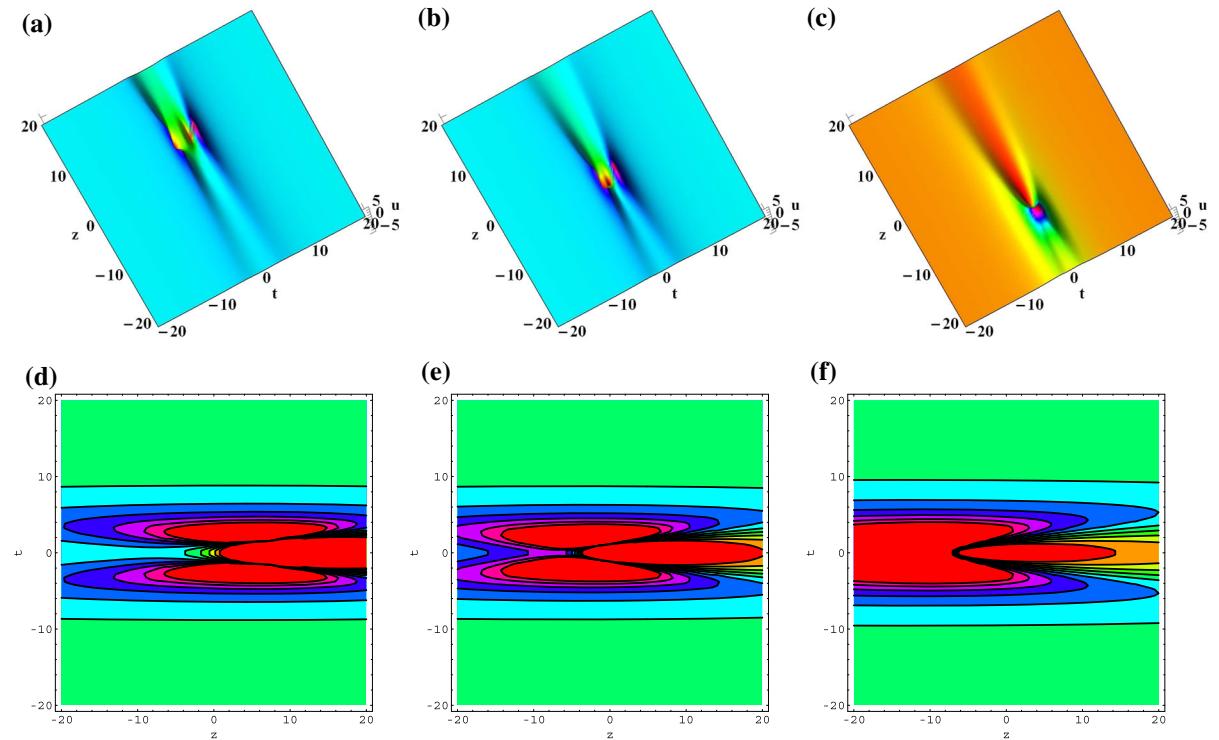 (a) (b) (c)
20 20 20
10 10 10
z 0 z 0 z 0
−10 −10 −10
−20 −20 −20
−20 −20 −20
−10 −10 −10
0 0 0
t t t
10 10 10
20 20 20
5 5 5
0 u 0 u 0 u
−5 −5 −5
(d) (e) (f)
20 20 20
10 10 10
t 0 t 0 t 0
-10 -10 -10
-20 -20 -20
-20 -10 0 10 20 -20 -10 0 10 20 -20 -10 0 10 20
z z z